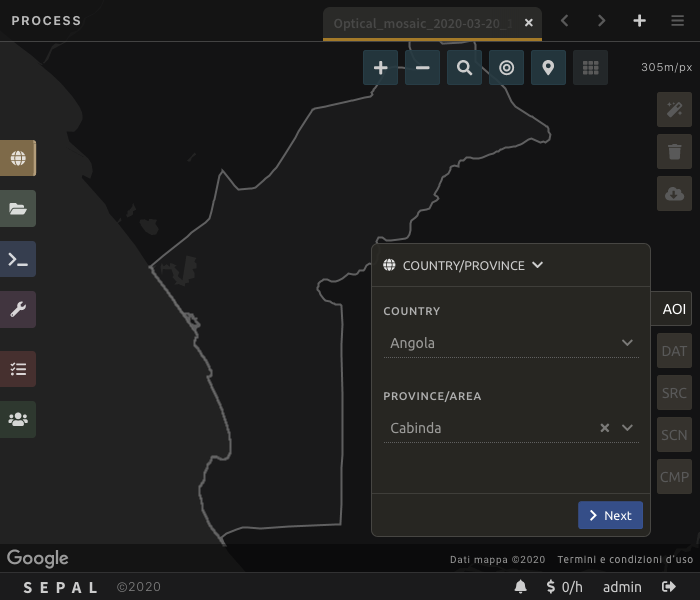 PROCESS
Optical_mosaic_2020-03-20_1
305m/px
COUNTRY/PROVINCE
COUNTRY
Angola
PROVINCE/AREA
Cabinda
Next
AOI
DAT
SRC
SCN
CMP
Google
Dati mappa ©2020 Termini e condizioni d'uso
SEPAL ©2020
$ 0/h admin